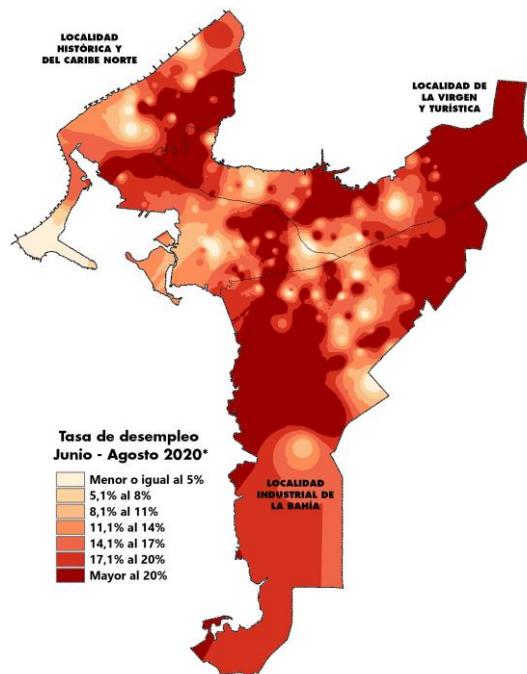 LOCALIDAD
HISTÓRICA Y
DEL CARIBE NORTE
LOCALIDAD DE
LA VIRGEN
Y TURÍSTICA
Tasa de desempleo
Junio - Agosto 2020*
Menor o igual al 5%
5,1% al 8%
8,1% al 11%
11,1% al 14%
14,1% al 17%
17,1% al 20%
Mayor al 20%
LOCALIDAD
INDUSTRIAL DE
LA BAHÍA